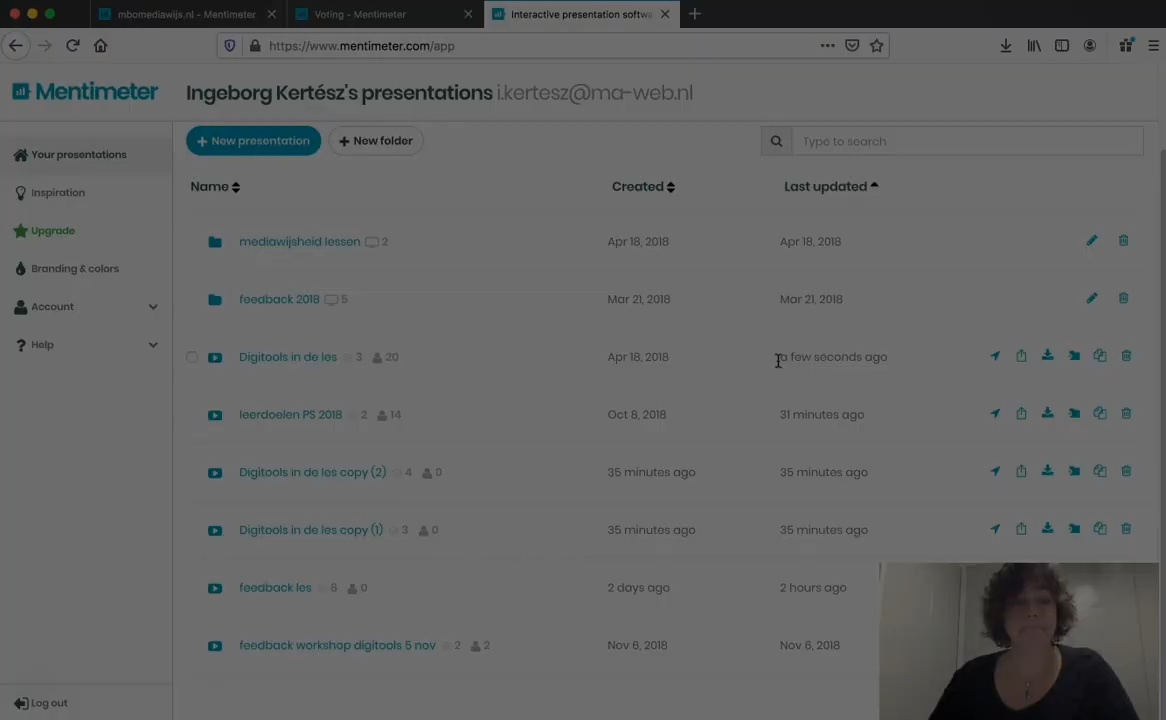 mbomediawijs.nl - Mentimeter
Voting - Mentimeter
Interactive presentation softwa
https://www.mentimeter.com/app
Mentimeter
Ingeborg Kertész's presentations i.kertesz@ma-web.nl
New presentation
New folder
Type to search
Your presentations
Inspiration
Upgrade
Branding & colors
Account
Help
Log out
Name Created Last updated
mediawijsheid lessen 2 Apr 18, 2018 Apr 18, 2018
feedback 2018 5 Mar 21, 2018 Mar 21, 2018
Digitools in de les 3 20 Apr 18, 2018 a few seconds ago
leerdoelen PS 2018 2 14 Oct 8, 2018 31 minutes ago
Digitools in de les copy (2) 4 0 35 minutes ago 35 minutes ago
Digitools in de les copy (1) 3 0 35 minutes ago 35 minutes ago
feedback les 8 0 2 days ago 2 hours ago
feedback workshop digitools 5 nov 2 2 Nov 6, 2018 Nov 6, 2018